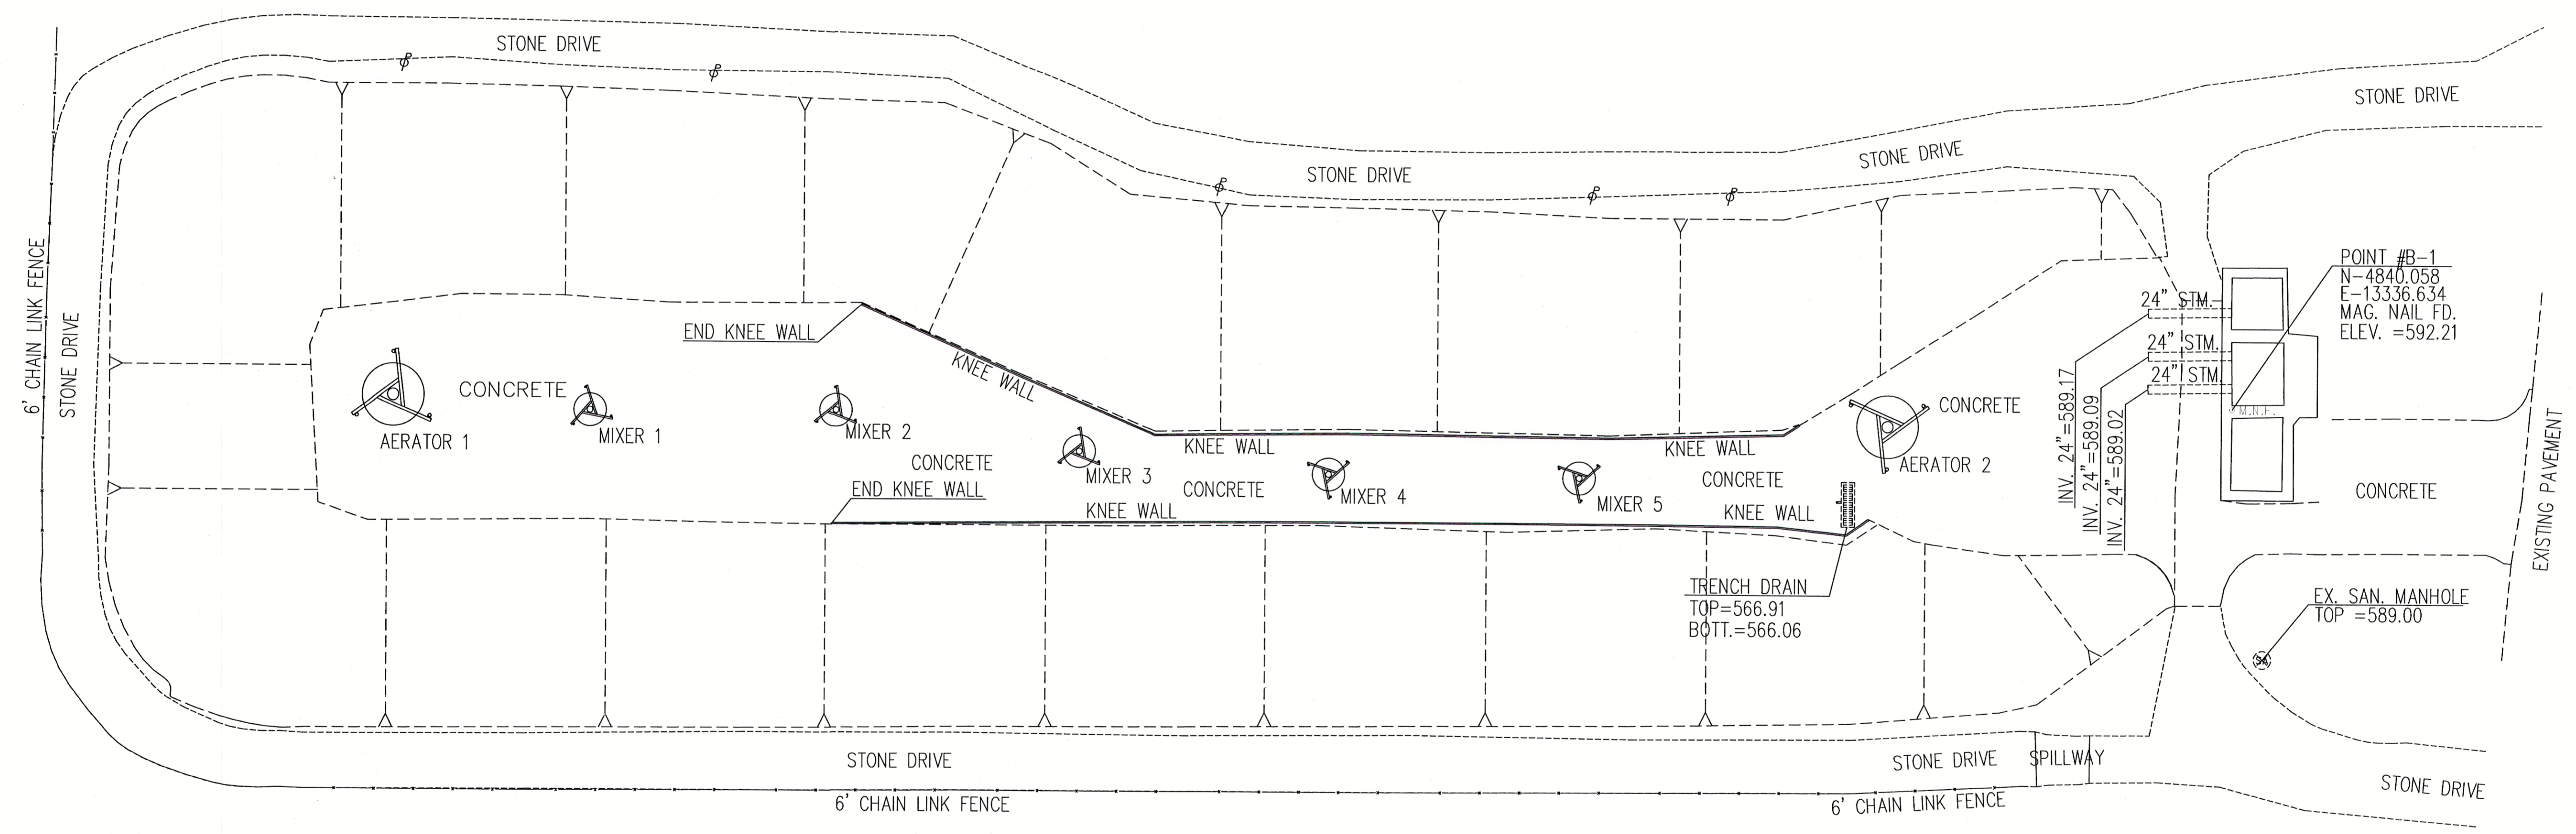 STONE DRIVE
STONE DRIVE
STONE DRIVE
STONE DRIVE
6' CHAIN LINK FENCE
STONE DRIVE
POINT #B-1
N-4840.058
E-13336.634
MAG. NAIL FD.
ELEV. =592.21
24" STM.
24" STM.
24" STM.
M.N.F.
INV. 24"=589.17
INV. 24"=589.09
INV. 24"=589.02
END KNEE WALL
KNEE WALL
CONCRETE
AERATOR 1
MIXER 1
MIXER 2
CONCRETE
MIXER 3
END KNEE WALL
KNEE WALL
KNEE WALL
CONCRETE
MIXER 4
KNEE WALL
CONCRETE
MIXER 5
KNEE WALL
CONCRETE
AERATOR 2
CONCRETE
EXISTING PAVEMENT
TRENCH DRAIN
TOP=566.91
BOTT.=566.06
EX. SAN. MANHOLE
TOP =589.00
SA
STONE DRIVE
STONE DRIVE
SPILLWAY
STONE DRIVE
6' CHAIN LINK FENCE
6' CHAIN LINK FENCE